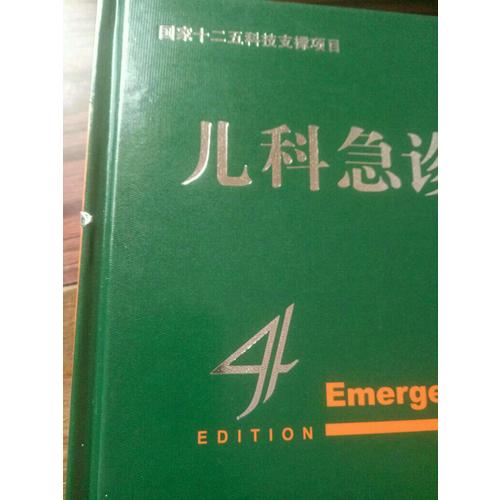 国家十二五科技支撑项目
儿科急诊
4
EDITION
Emerge